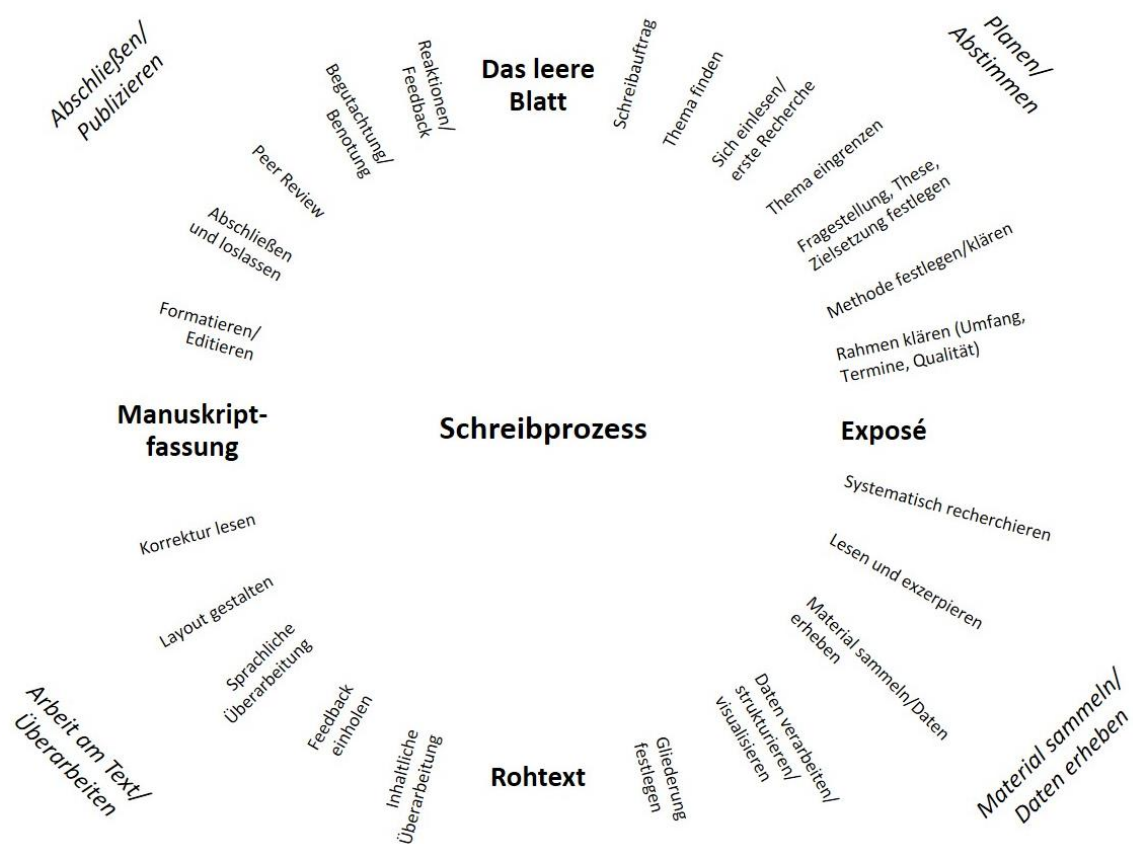 Das leere
Blatt
Schreibauftrag
Thema finden
Sich einlesen/
erste Recherche
Planen/
Abstimmen
Thema eingrenzen
Fragestellung, These,
Zielsetzung festlegen
Methode festlegen/klären
Rahmen klären (Umfang,
Termine, Qualität)
Exposé
Systematisch recherchieren
Lesen und exzerpieren
Material sammeln/Daten
erheben
Material sammeln/
Daten erheben
Daten verarbeiten/
strukturieren/
visualisieren
Gliederung
festlegen
Rohtext
Inhaltliche
Überarbeitung
Feedback
einholen
Sprachliche
Überarbeitung
Arbeit am Text/
Überarbeiten
Layout gestalten
Korrektur lesen
Manuskript-
fassung
Formatieren/
Editieren
Abschließen
und loslassen
Peer Review
Abschließen/
Publizieren
Begutachtung/
Benotung
Reaktionen/
Feedback
Schreibprozess